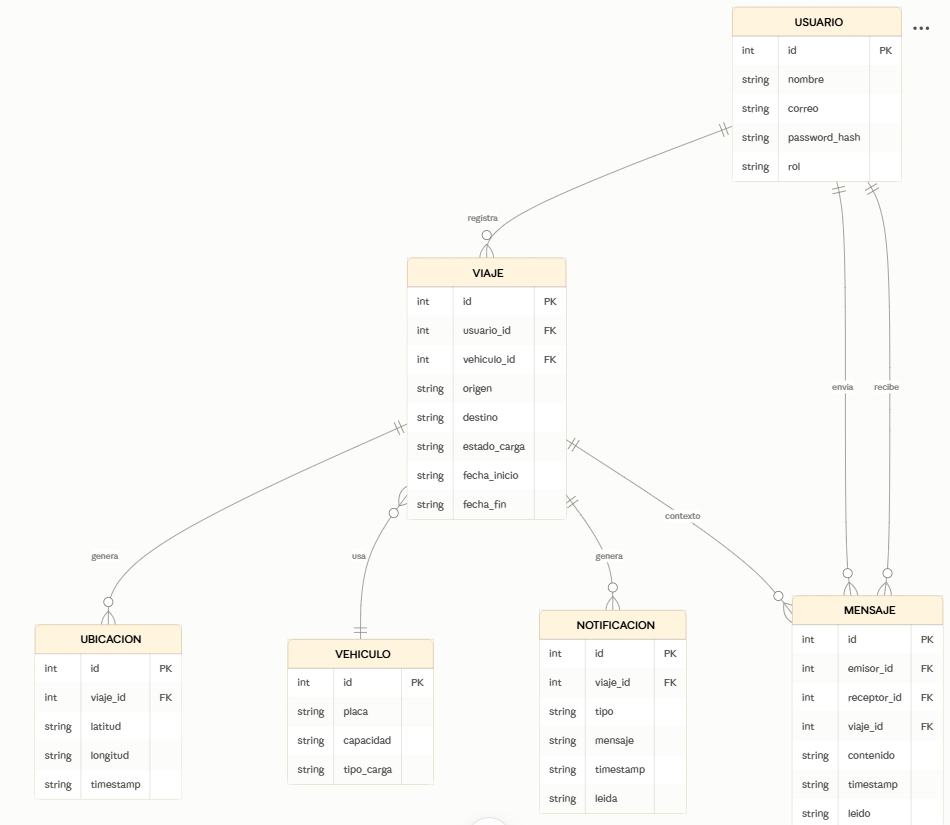 USUARIO
int id PK
string nombre
string correo
string password_hash
string rol
registra
VIAJE
int id PK
int usuario_id FK
int vehiculo_id FK
string origen
string destino
string estado_carga
string fecha_inicio
string fecha_fin
envia
recibe
contexto
genera
usa
genera
UBICACION
int id PK
int viaje_id FK
string latitud
string longitud
string timestamp
VEHICULO
int id PK
string placa
string capacidad
string tipo_carga
NOTIFICACION
int id PK
int viaje_id FK
string tipo
string mensaje
string timestamp
string leida
MENSAJE
int id PK
int emisor_id FK
int receptor_id FK
int viaje_id FK
string contenido
string timestamp
string leido